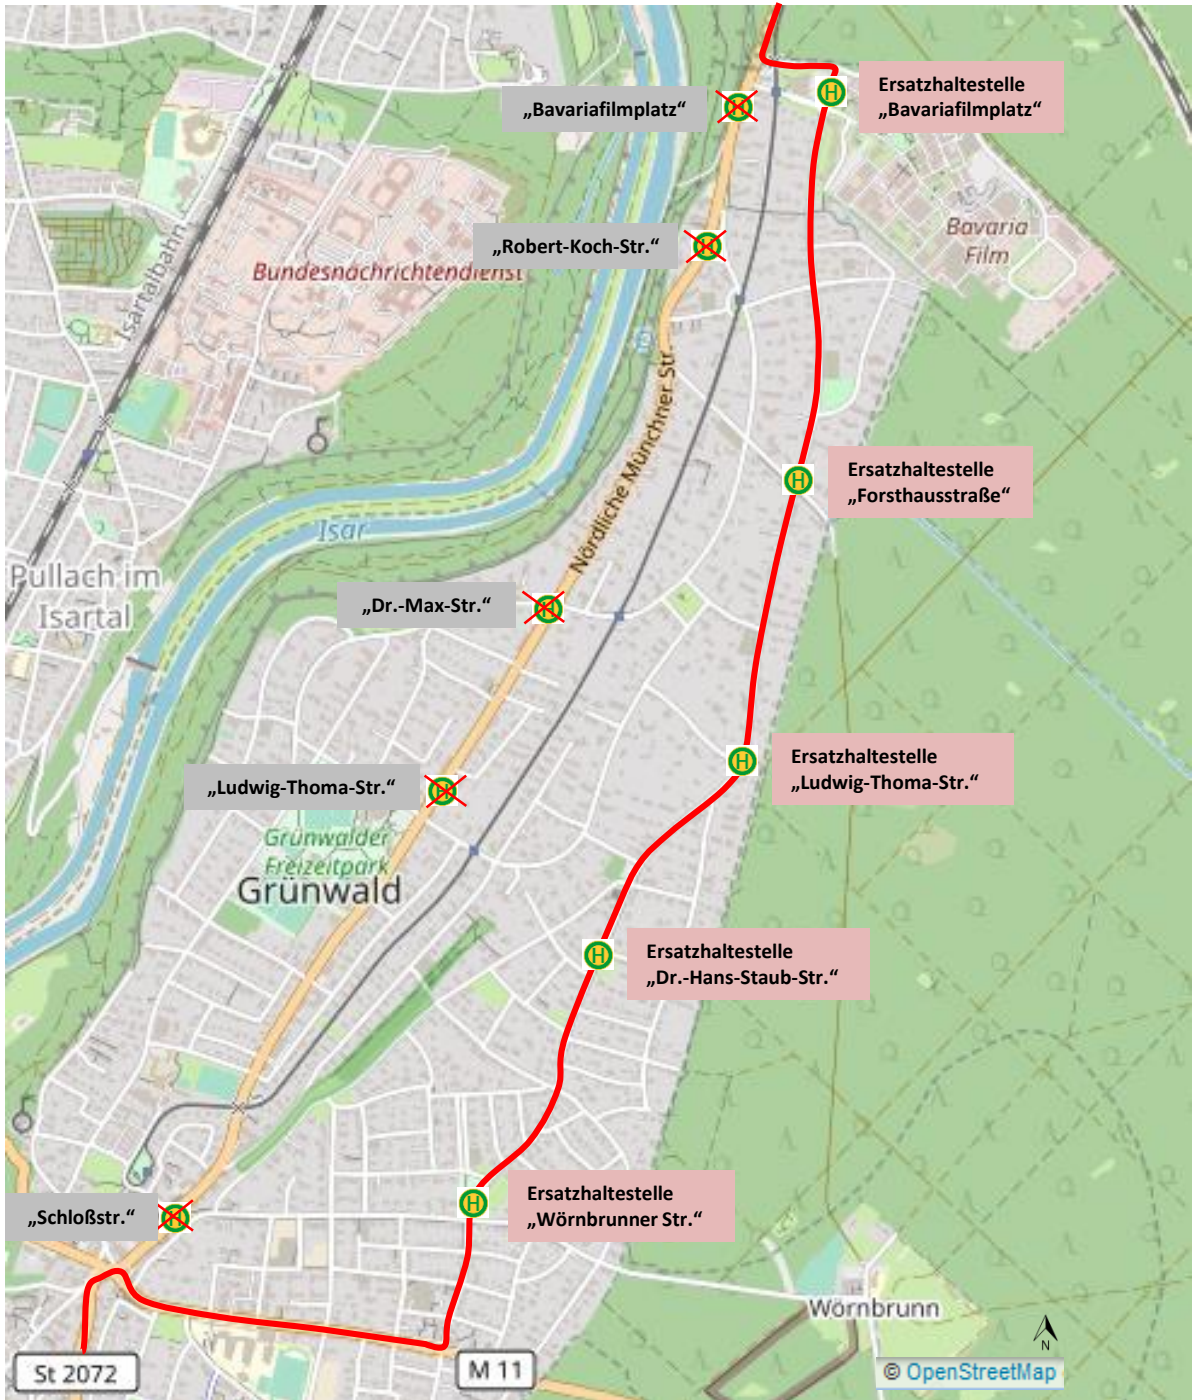 Ersatzhaltestelle
„Bavariafilmplatz“
„Bavariafilmplatz“
H
H
„Robert-Koch-Str.“
H
Bavaria
Film
Bundesnachrichtendienst
Isartalbahn
Nördliche Münchner Str.
Ersatzhaltestelle
„Forsthausstraße“
H
Isar
Pullach im
Isartal
„Dr.-Max-Str.“
H
Ersatzhaltestelle
„Ludwig-Thoma-Str.“
H
„Ludwig-Thoma-Str.“
H
Grünwalder
Freizeitpark
Grünwald
Ersatzhaltestelle
„Dr.-Hans-Staub-Str.“
H
Ersatzhaltestelle
„Wörnbrunner Str.“
H
„Schloßstr.“
H
Wörnbrunn
N
St 2072
M 11
© OpenStreetMap